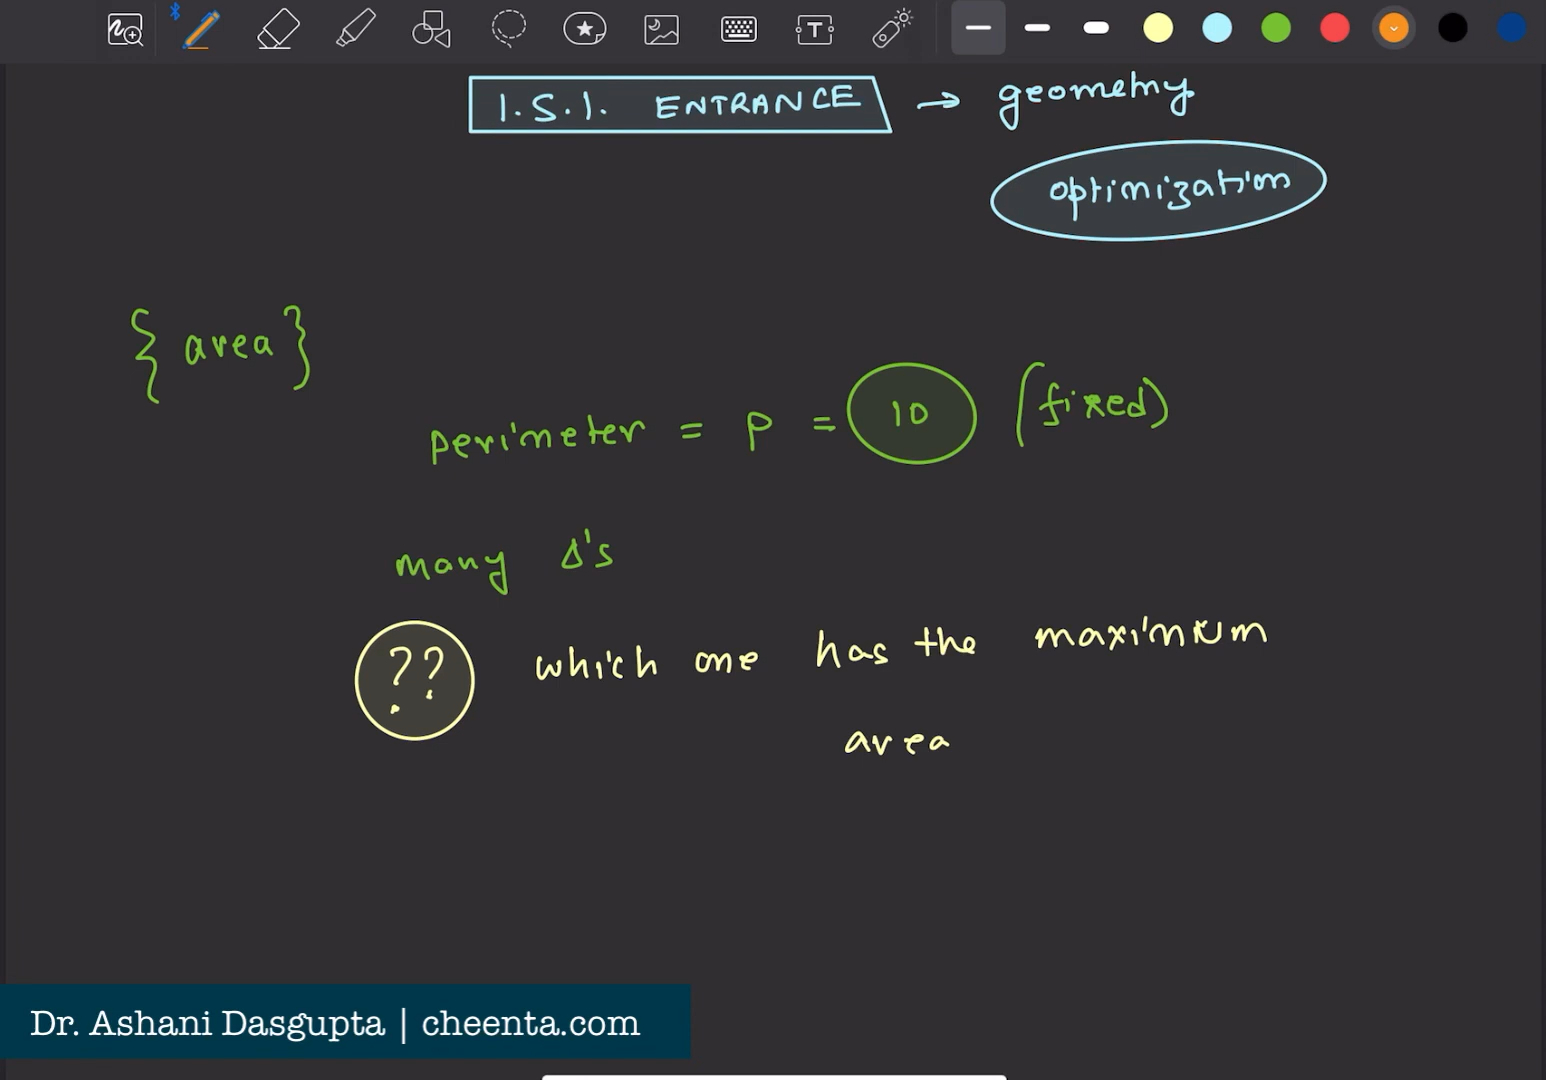 I.S.I. ENTRANCE → geometry
optimization
{ area }
perimeter = P = 10 (fixed)
many Δ's
?? which one has the maximum
area
Dr. Ashani Dasgupta | cheenta.com